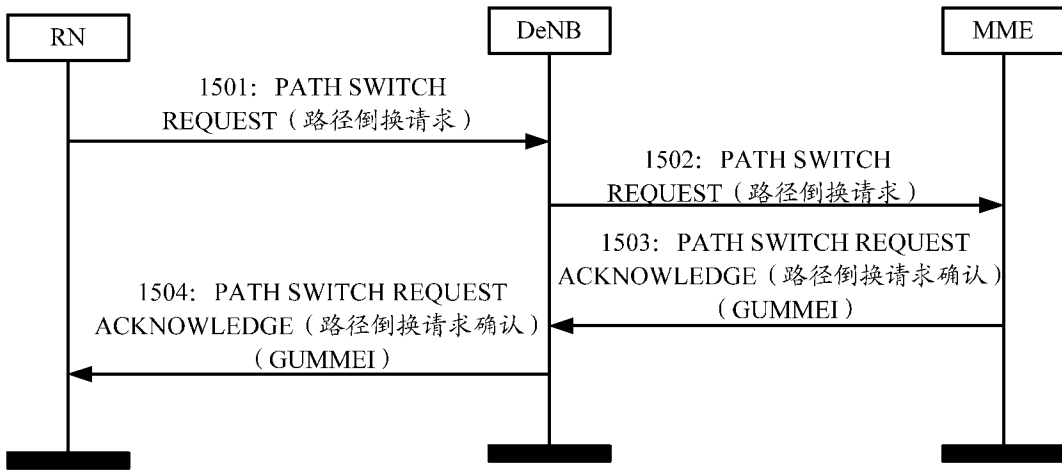 RN
DeNB
MME
1501：PATH SWITCH
REQUEST（路径倒换请求）
1502：PATH SWITCH
REQUEST（路径倒换请求）
1503：PATH SWITCH REQUEST
ACKNOWLEDGE（路径倒换请求确认）
（GUMMEI）
1504：PATH SWITCH REQUEST
ACKNOWLEDGE（路径倒换请求确认）
（GUMMEI）